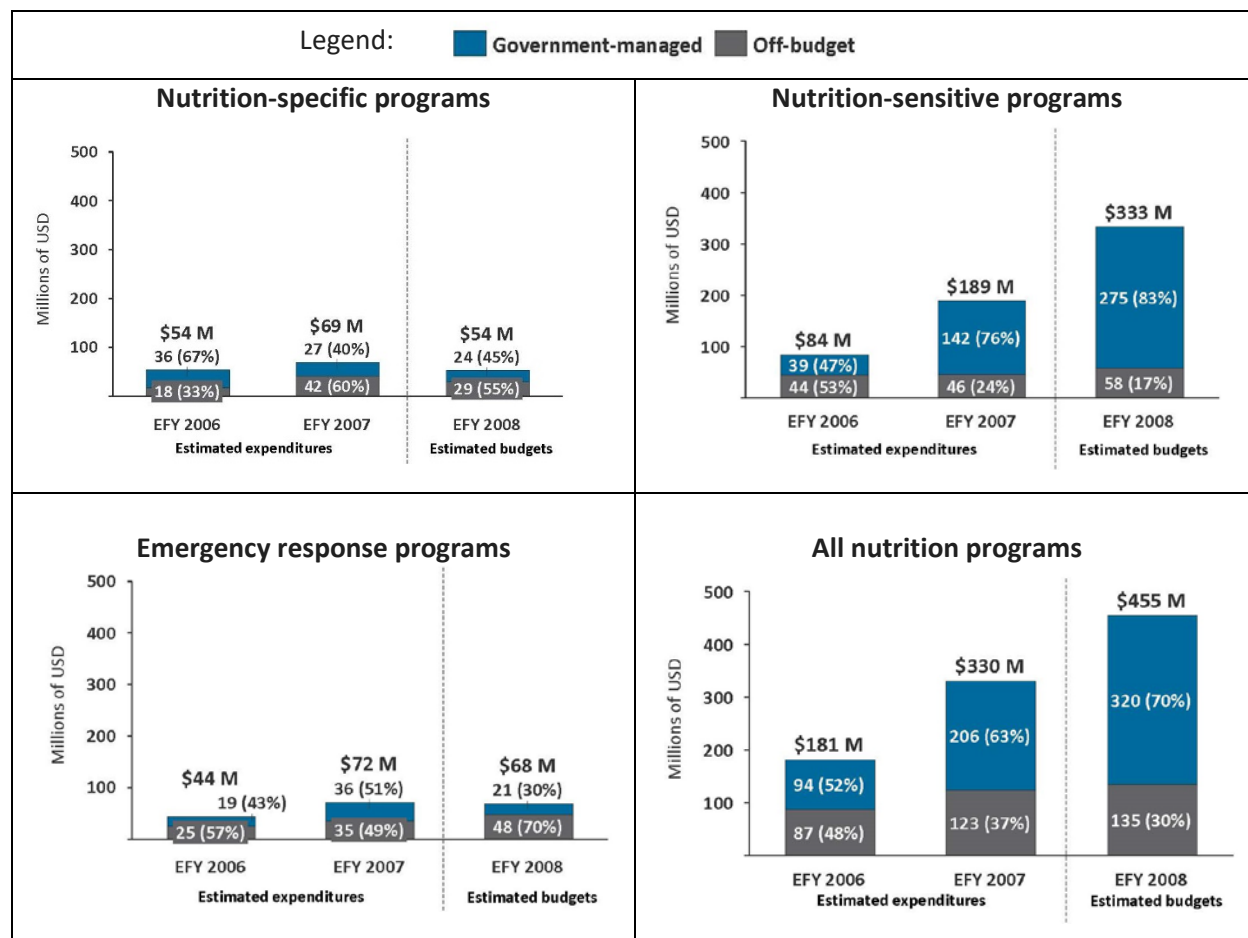 Legend: Government-managed Off-budget
Nutrition-specific programs
Millions of USD
500
400
300
200
100
$54 M
36 (67%)
18 (33%)
$69 M
27 (40%)
42 (60%)
$54 M
24 (45%)
29 (55%)
EFY 2006 EFY 2007 EFY 2008
Estimated expenditures Estimated budgets
Nutrition-sensitive programs
Millions of USD
500
400
300
200
100
$84 M
39 (47%)
44 (53%)
$189 M
142 (76%)
46 (24%)
$333 M
275 (83%)
58 (17%)
EFY 2006 EFY 2007 EFY 2008
Estimated expenditures Estimated budgets
Emergency response programs
Millions of USD
500
400
300
200
100
$44 M
19 (43%)
25 (57%)
$72 M
36 (51%)
35 (49%)
$68 M
21 (30%)
48 (70%)
EFY 2006 EFY 2007 EFY 2008
Estimated expenditures Estimated budgets
All nutrition programs
Millions of USD
500
400
300
200
100
$181 M
94 (52%)
87 (48%)
$330 M
206 (63%)
123 (37%)
$455 M
320 (70%)
135 (30%)
EFY 2006 EFY 2007 EFY 2008
Estimated expenditures Estimated budgets